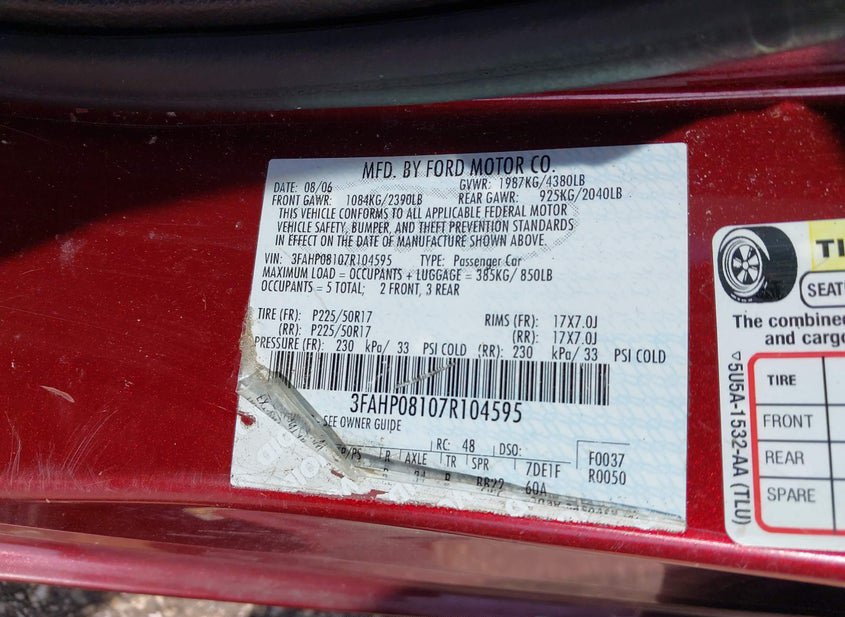 MFD. BY FORD MOTOR CO.
DATE: 08/06 GVWR: 1987KG/4380LB
FRONT GAWR: 1084KG/2390LB REAR GAWR: 925KG/2040LB
THIS VEHICLE CONFORMS TO ALL APPLICABLE FEDERAL MOTOR
VEHICLE SAFETY, BUMPER, AND THEFT PREVENTION STANDARDS
IN EFFECT ON THE DATE OF MANUFACTURE SHOWN ABOVE.
VIN: 3FAHP08107R104595 TYPE: Passenger Car
MAXIMUM LOAD = OCCUPANTS + LUGGAGE = 385KG/ 850LB
OCCUPANTS = 5 TOTAL; 2 FRONT, 3 REAR
TIRE (FR): P225/50R17 RIMS (FR): 17X7.0J
(RR): P225/50R17 (RR): 17X7.0J
PRESSURE (FR): 230 kPa/ 33 PSI COLD (RR): 230 kPa/ 33 PSI COLD
3FAHP08107R104595
SEE OWNER GUIDE
RC: 48 DSO: F0037
/PS R AXLE TR SPR 7DE1F R0050
60A
TI
SEAT
The combine
and cargo
TIRE
FRONT
REAR
SPARE
5U5A-1532-AA (TLU)